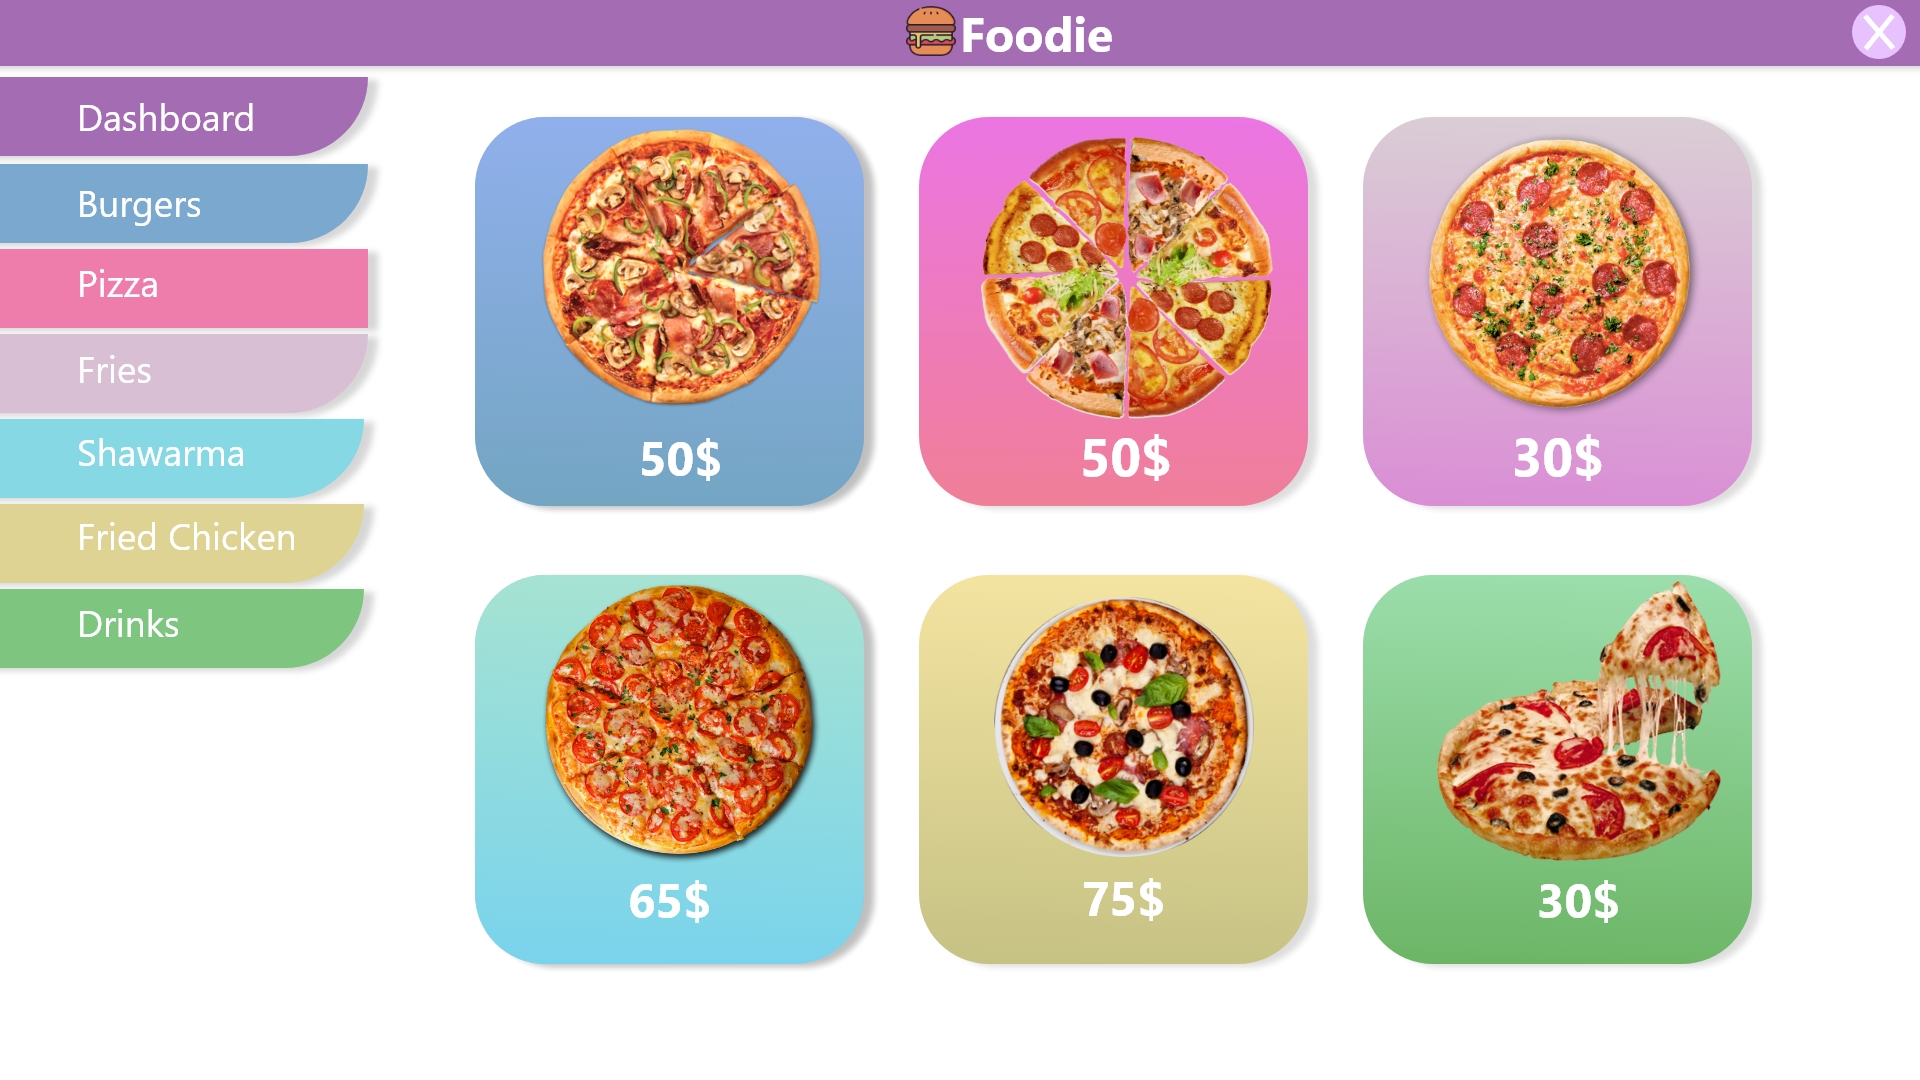 Foodie
X
Dashboard
Burgers
Pizza
Fries
Shawarma
Fried Chicken
Drinks
50$
50$
30$
65$
75$
30$